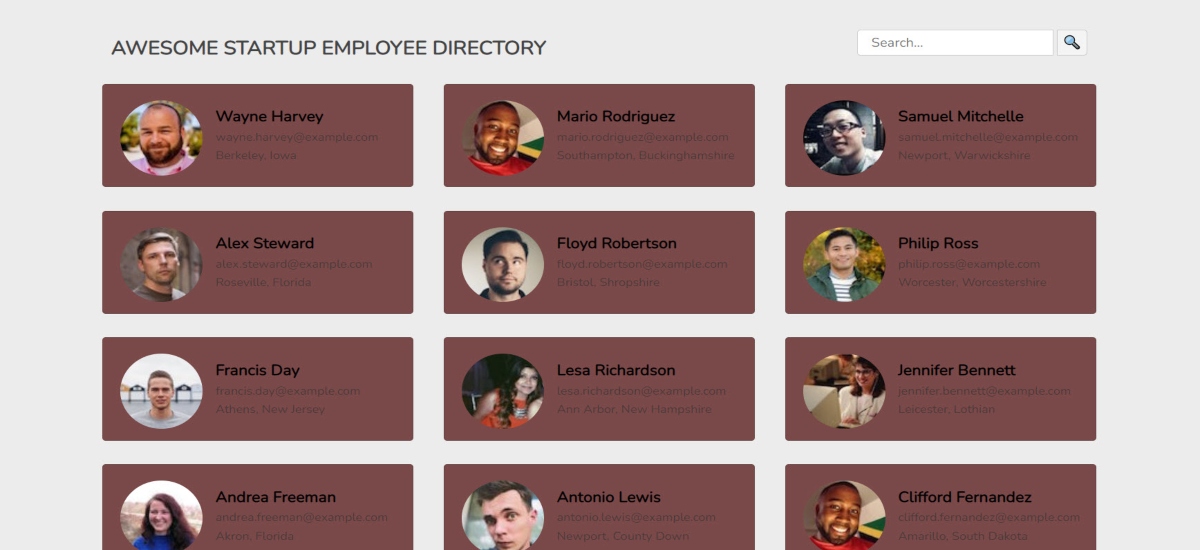 AWESOME STARTUP EMPLOYEE DIRECTORY
Search...
Wayne Harvey
wayne.harvey@example.com
Berkeley, Iowa
Mario Rodriguez
mario.rodriguez@example.com
Southampton, Buckinghamshire
Samuel Mitchelle
samuel.mitchelle@example.com
Newport, Warwickshire
Alex Steward
alex.steward@example.com
Roseville, Florida
Floyd Robertson
floyd.robertson@example.com
Bristol, Shropshire
Philip Ross
philip.ross@example.com
Worcester, Worcestershire
Francis Day
francis.day@example.com
Athens, New Jersey
Lesa Richardson
lesa.richardson@example.com
Ann Arbor, New Hampshire
Jennifer Bennett
jennifer.bennett@example.com
Leicester, Lothian
Andrea Freeman
andrea.freeman@example.com
Akron, Florida
Antonio Lewis
antonio.lewis@example.com
Newport, County Down
Clifford Fernandez
clifford.fernandez@example.com
Amarillo, South Dakota